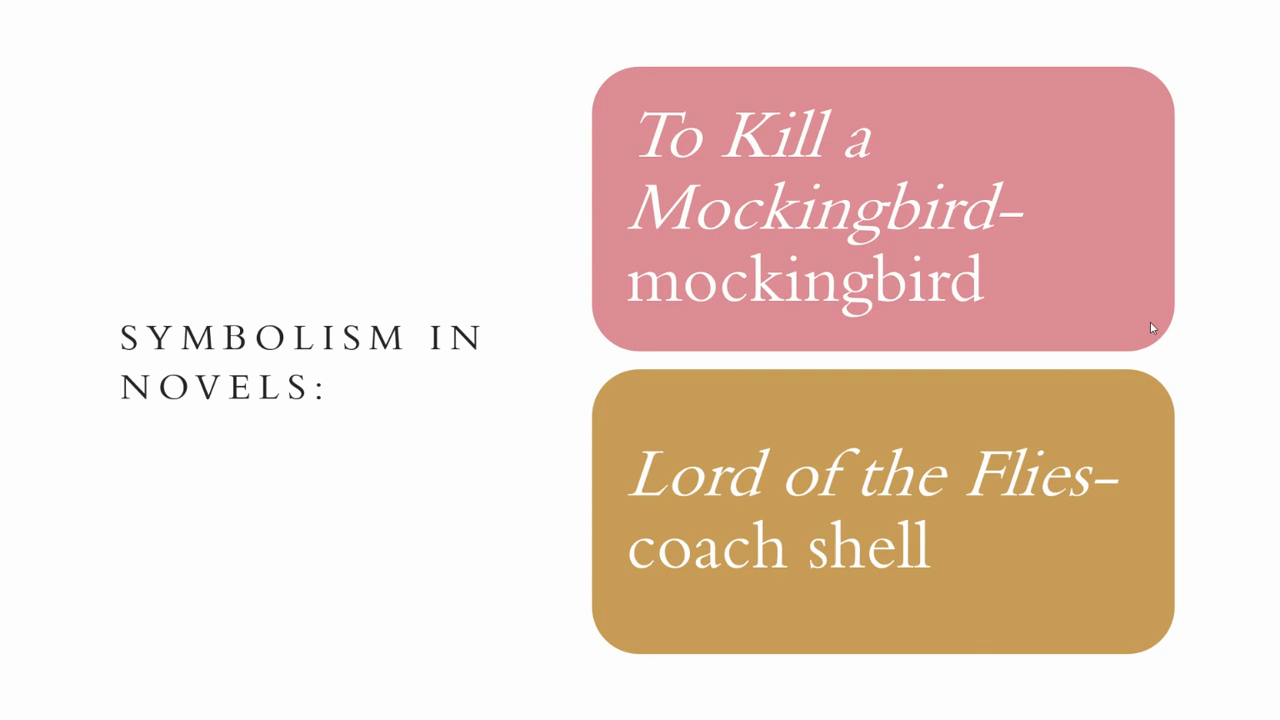 SYMBOLISM IN
NOVELS:
To Kill a
Mockingbird-
mockingbird
Lord of the Flies-
coach shell